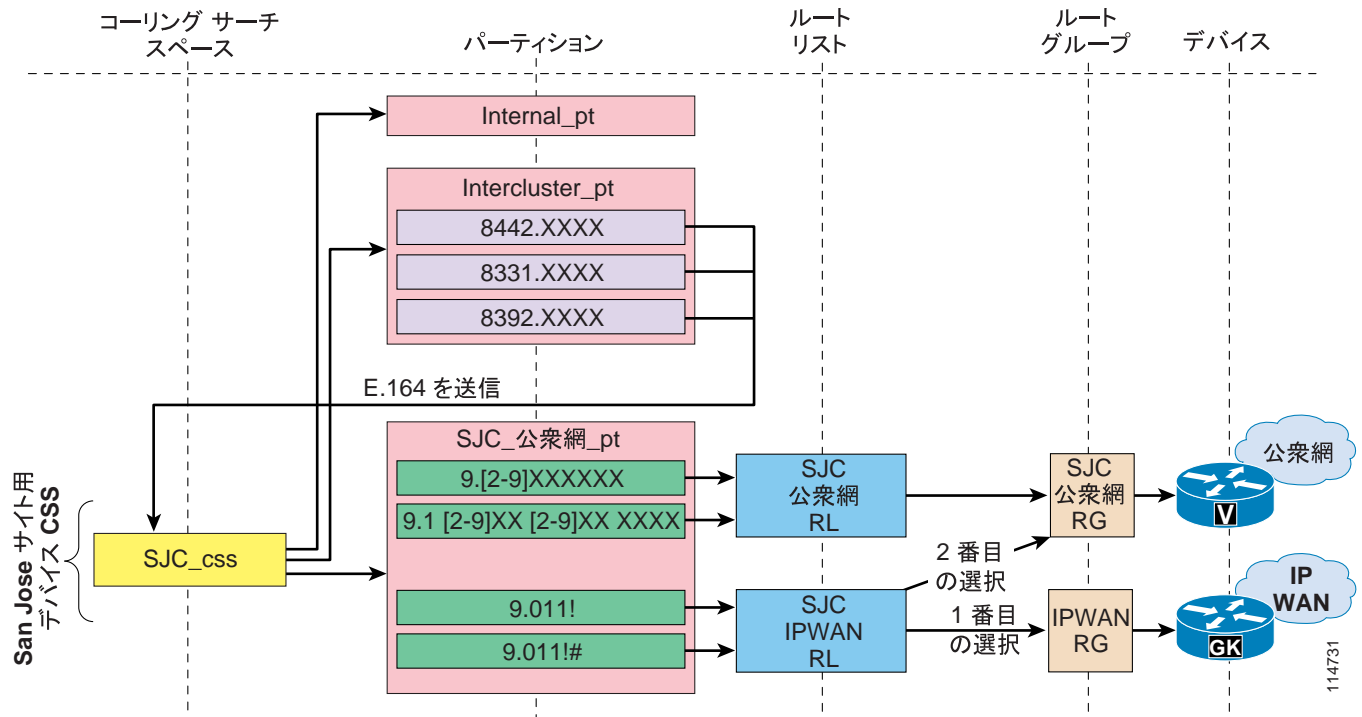 コーリング サーチ
スペース
パーティション
ルート
リスト
ルート
グループ
デバイス
Internal_pt
Intercluster_pt
8442.XXXX
8331.XXXX
8392.XXXX
E.164 を送信
SJC_公衆網_pt
9.[2-9]XXXXXX
9.1 [2-9]XX [2-9]XX XXXX
9.011!
9.011!#
San Jose サイト用
デバイス CSS
SJC_css
SJC
公衆網
RL
SJC
IPWAN
RL
2 番目
の選択
1 番目
の選択
SJC
公衆網
RG
IPWAN
RG
公衆網
V
IP
WAN
GK
114731